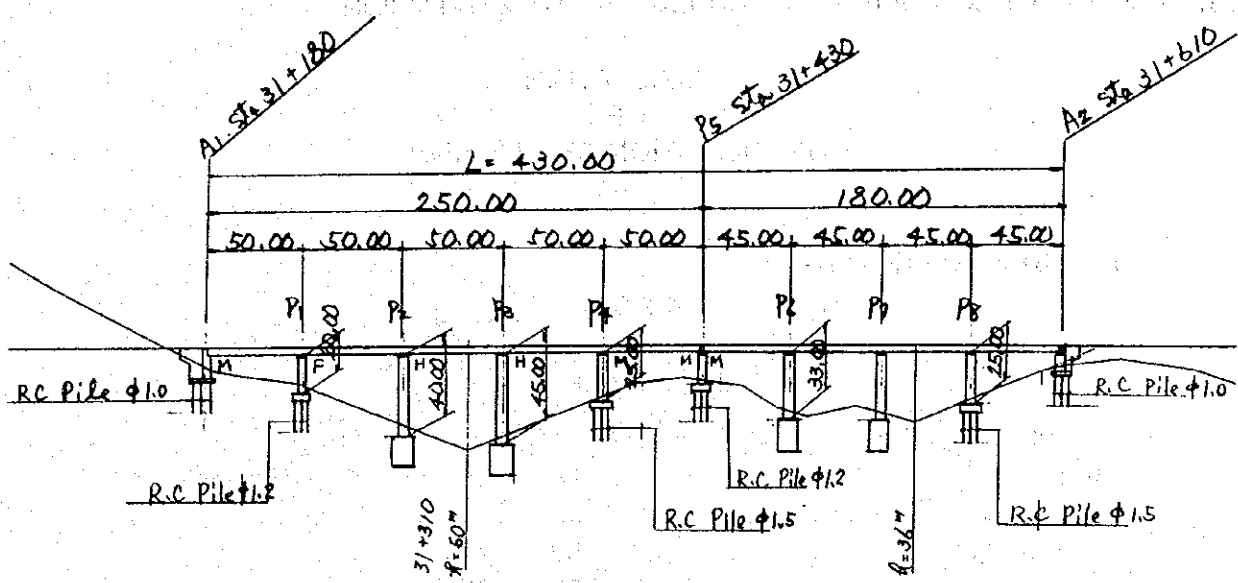 A1. Sta 31+180
P5 Sta 31+430
A2 Sta 31+610
L= 430.00
250.00 180.00
50.00 50.00 50.00 50.00 50.00 45.00 45.00 45.00 45.00
P1 P2 P3 P4 P6 P7 P8
40.00
45.00
33.00
25.00
M F H H M H M
RC Pile φ1.0
R.C Pile φ1.0
R.C Pile φ1.2
R.C Pile φ1.2
R.C Pile φ1.5
R.C Pile φ1.5
31+310
H=36m